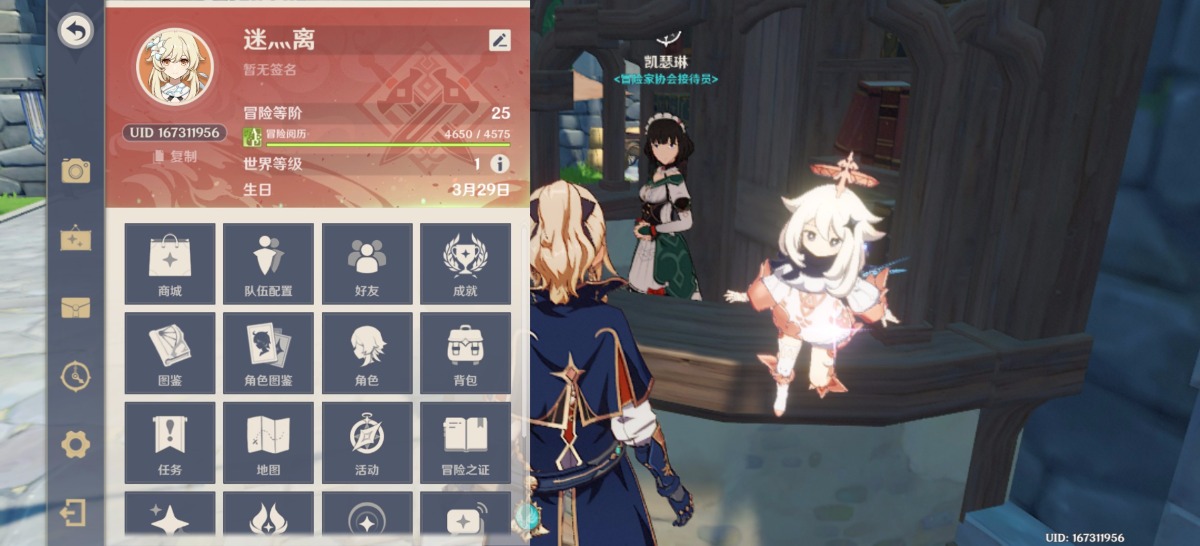 迷灬离
暂无签名
冒险等阶 25
冒险阅历 4650 / 4575
UID 167311956
复制
世界等级 1
生日 3月29日
商城 队伍配置 好友 成就
图鉴 角色图鉴 角色 背包
任务 地图 活动 冒险之证
凯瑟琳
<冒险家协会接待员>
UID: 167311956